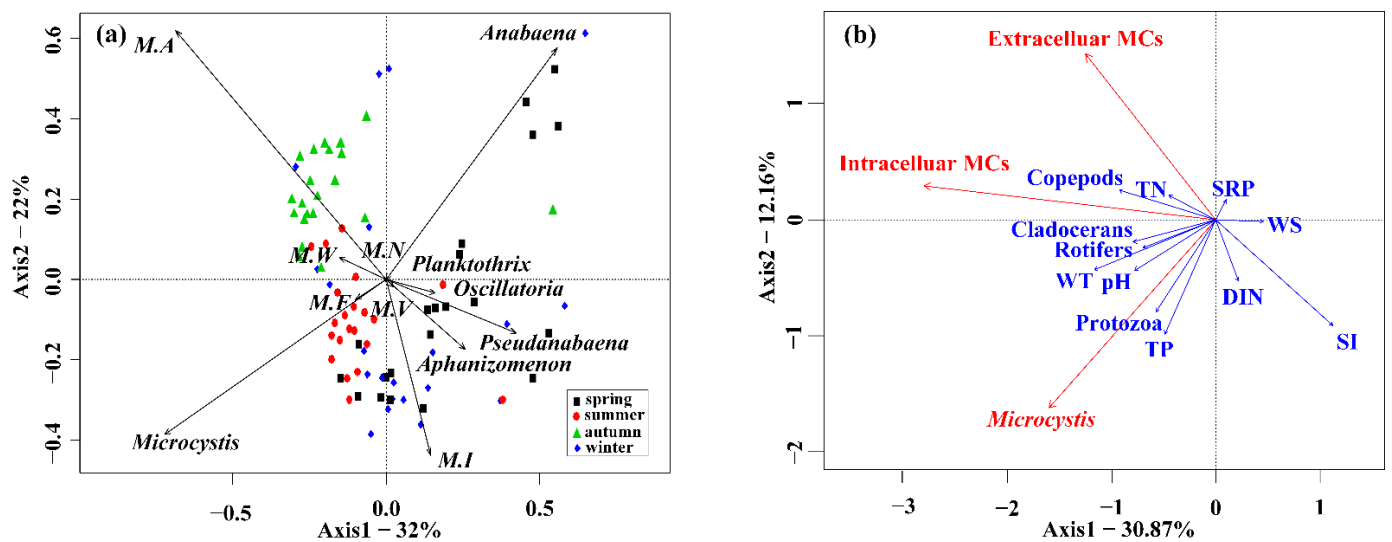 (a)
M.A
Anabaena
M.N
M.W
Planktothrix
M.F
M.V
Oscillatoria
Pseudanabaena
Aphanizomenon
Microcystis
M.I
spring
summer
autumn
winter
0.6
0.4
0.2
0.0
−0.2
−0.4
Axis2 − 22%
−0.5
0.0
0.5
Axis1 − 32%
(b)
Extracelluar MCs
Intracelluar MCs
Copepods
TN
SRP
WS
Cladocerans
Rotifers
WT
pH
DIN
Protozoa
TP
SI
Microcystis
1
0
−1
−2
Axis2 − 12.16%
−3
−2
−1
0
1
Axis1 − 30.87%